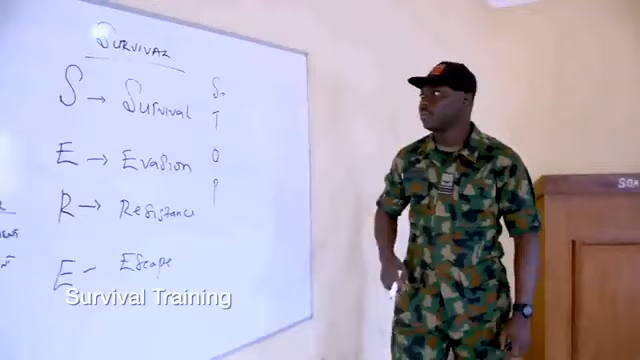 SURVIVAL
S → Survival
E → Evasion
R → Resistance
E - Escape
S
T
O
P
Survival Training